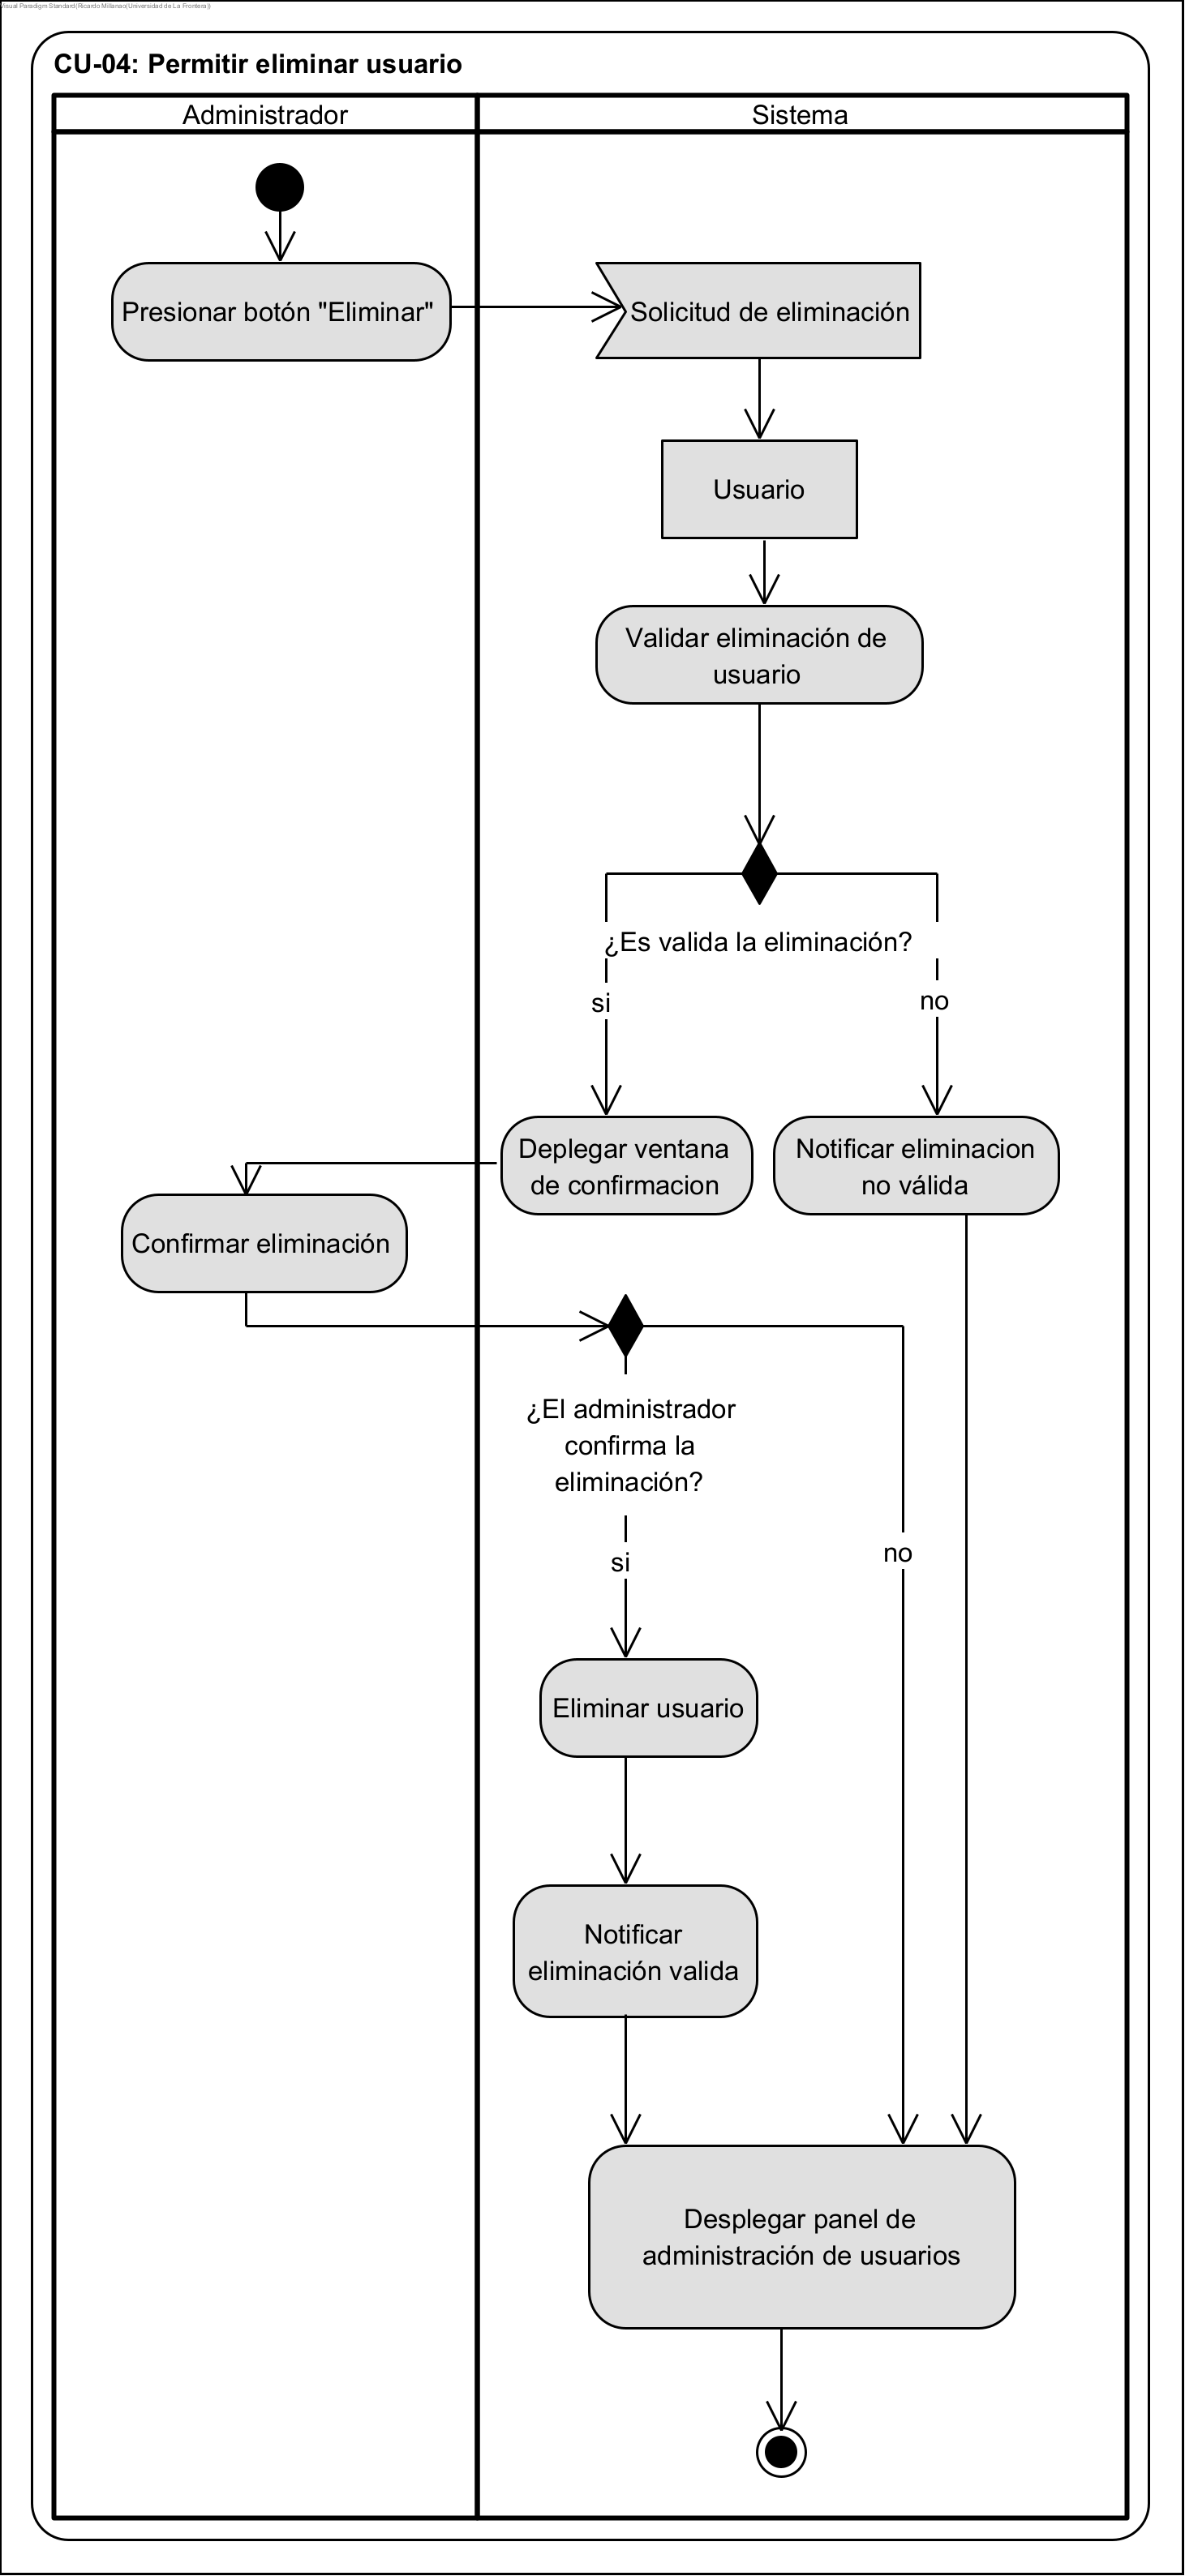 Visual Paradigm Standard(Ricardo Milianao(Universidad de La Frontera))
CU-04: Permitir eliminar usuario
Administrador
Sistema
Presionar botón "Eliminar"
Solicitud de eliminación
Usuario
Validar eliminación de
usuario
¿Es valida la eliminación?
si
no
Deplegar ventana
de confirmacion
Notificar eliminacion
no válida
Confirmar eliminación
¿El administrador
confirma la
eliminación?
si
no
Eliminar usuario
Notificar
eliminación valida
Desplegar panel de
administración de usuarios